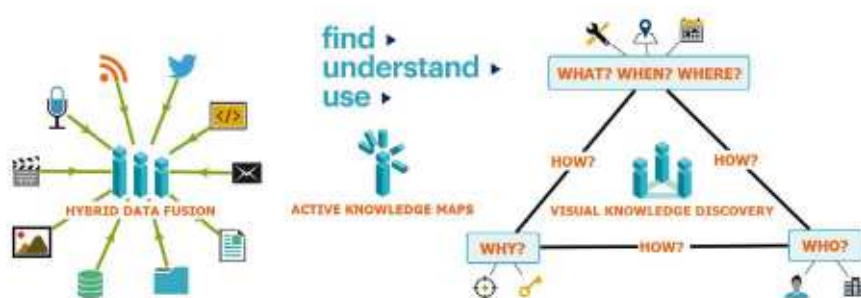 find
understand
use
WHAT? WHEN? WHERE?
</>
HOW?
HOW?
HYBRID DATA FUSION
ACTIVE KNOWLEDGE MAPS
VISUAL KNOWLEDGE DISCOVERY
WHY?
HOW?
WHO?